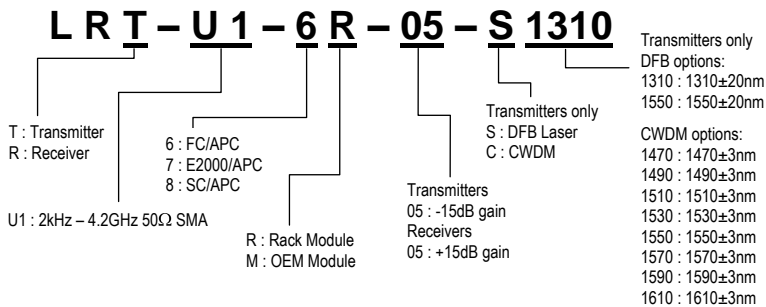 L R T – U 1 – 6 R – 05 – S 1310
T : Transmitter
R : Receiver
U1 : 2kHz – 4.2GHz 50Ω SMA
6 : FC/APC
7 : E2000/APC
8 : SC/APC
R : Rack Module
M : OEM Module
Transmitters
05 : -15dB gain
Receivers
05 : +15dB gain
Transmitters only
S : DFB Laser
C : CWDM
Transmitters only
DFB options:
1310 : 1310±20nm
1550 : 1550±20nm
CWDM options:
1470 : 1470±3nm
1490 : 1490±3nm
1510 : 1510±3nm
1530 : 1530±3nm
1550 : 1550±3nm
1570 : 1570±3nm
1590 : 1590±3nm
1610 : 1610±3nm